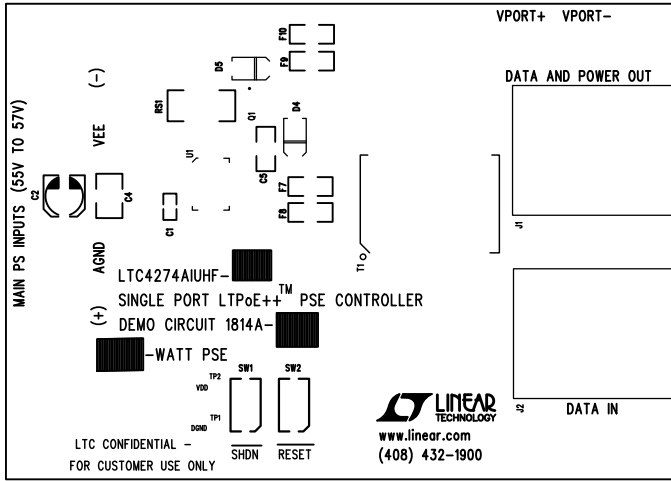 VPORT+ VPORT-
F10
F9
D5
DATA AND POWER OUT
RS1
Q1
D4
U1
C5
MAIN PS INPUTS (55V TO 57V)
(-)
VEE
C2
C4
C1
F7
F8
AGND
(+)
T1
J1
LTC4274AIUHF-
SINGLE PORT LTPoE++™ PSE CONTROLLER
DEMO CIRCUIT 1814A-
-WATT PSE
TP2
VDD
TP1
DGND
SW1
SW2
SHDN
RESET
LTC CONFIDENTIAL -
FOR CUSTOMER USE ONLY
LT LINEAR
TECHNOLOGY
www.linear.com
(408) 432-1900
J2
DATA IN